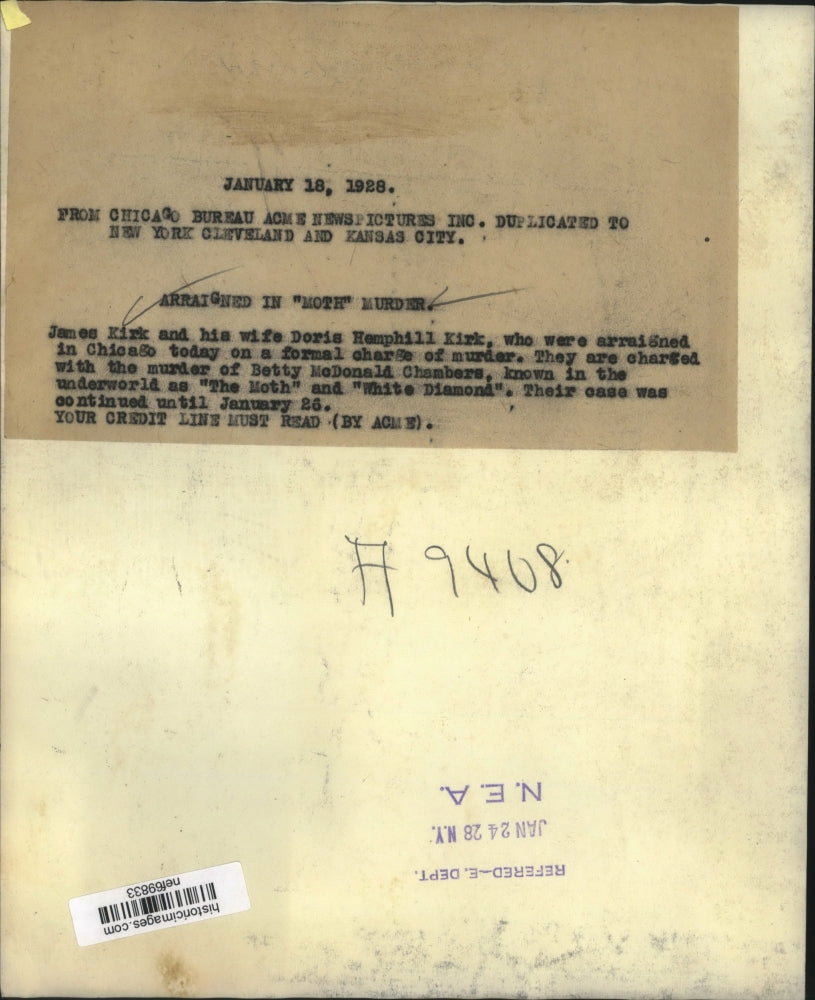 JANUARY 18, 1928.
FROM CHICAGO BUREAU ACME NEWSPICTURES INC. DUPLICATED TO
NEW YORK CLEVELAND AND KANSAS CITY.
ARRAIGNED IN "MOTH" MURDER.
James Kirk and his wife Doris Hemphill Kirk, who were arraigned
in Chicago today on a formal charge of murder. They are charged
with the murder of Betty McDonald Chambers, known in the
underworld as "The Moth" and "White Diamond". Their case was
continued until January 26.
YOUR CREDIT LINE MUST READ (BY ACME).
A 9408
N.E.A.
JAN 24 28 N.Y.
REFERED-E. DEPT.
historicimages.com
nef69833